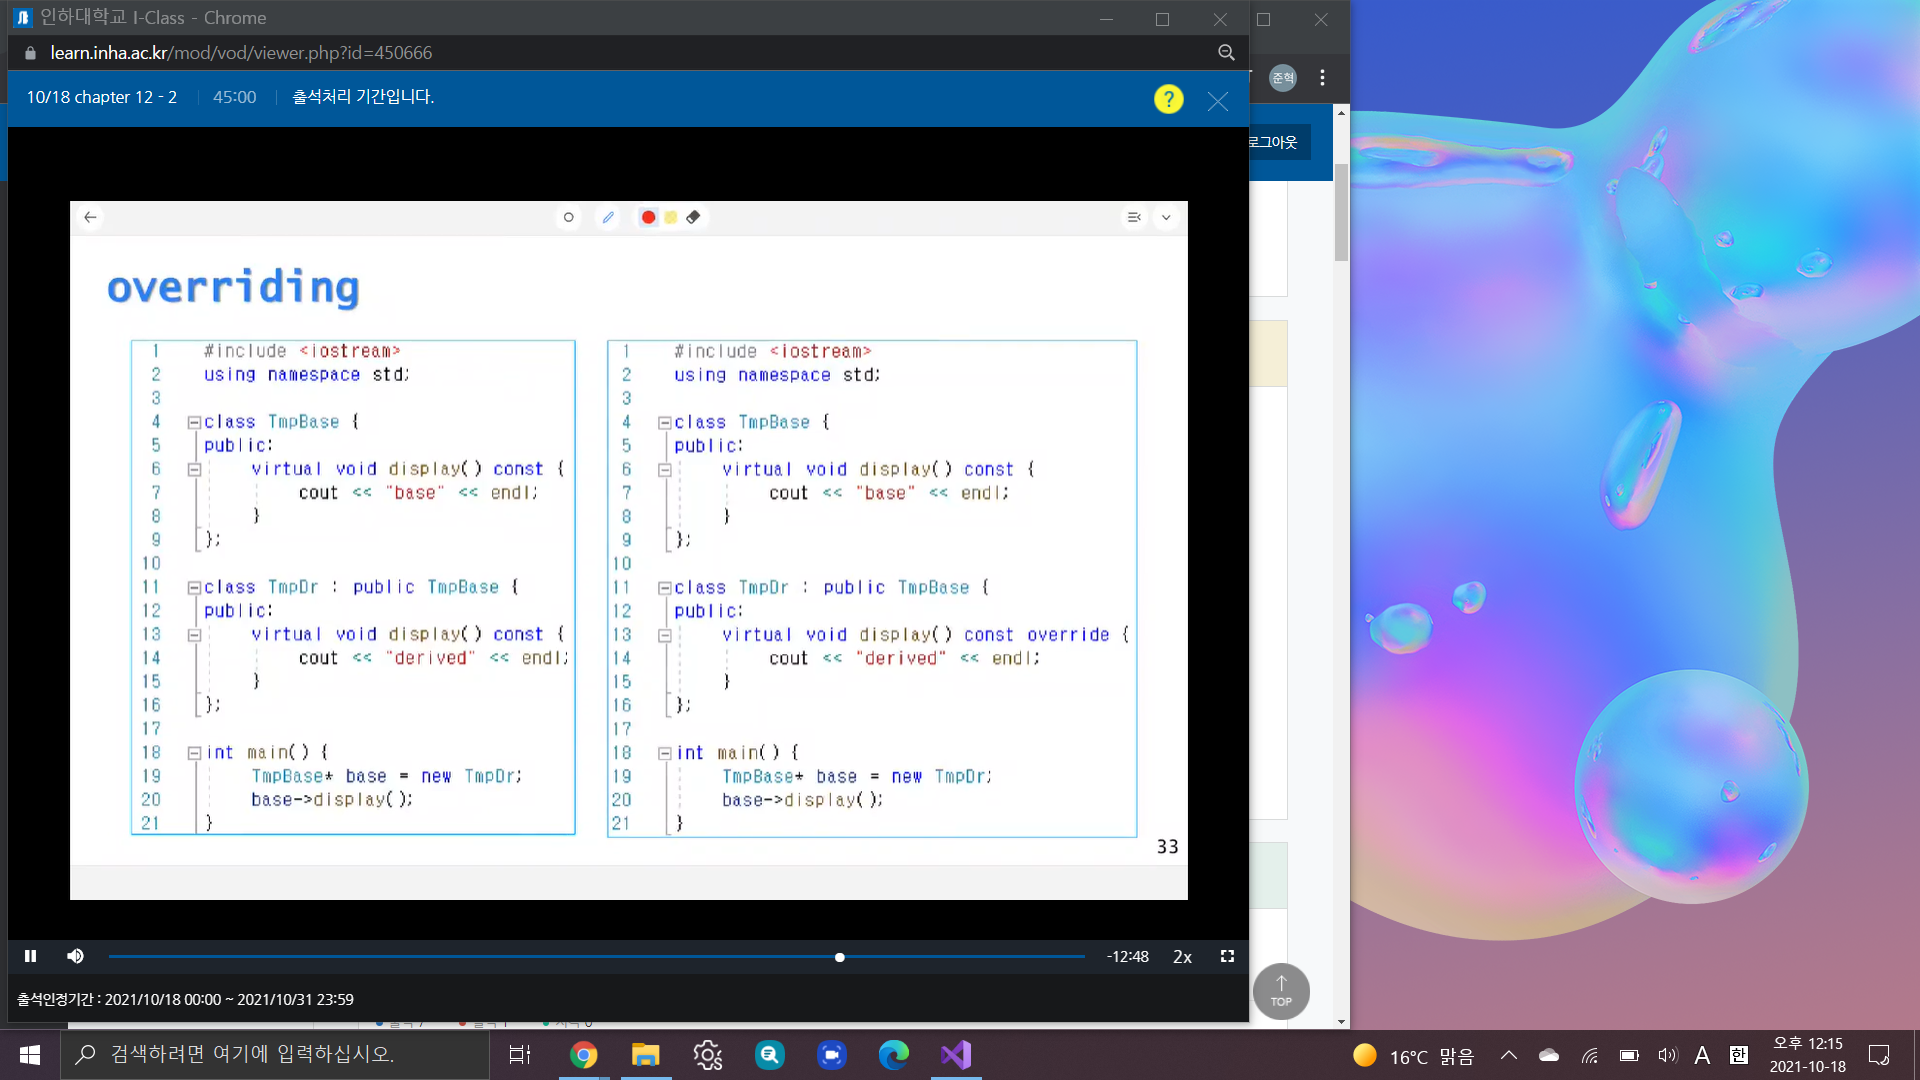 인하대학교 I-Class - Chrome
learn.inha.ac.kr/mod/vod/viewer.php?id=450666
준혁
10/18 chapter 12 - 2 45:00 출석처리 기간입니다.
?
로그아웃
overriding
1 #include <iostream>
2 using namespace std;
3
4 class TmpBase {
5 public:
6 virtual void display() const {
7 cout << "base" << endl;
8 }
9 };
10
11 class TmpDr : public TmpBase {
12 public:
13 virtual void display() const {
14 cout << "derived" << endl;
15 }
16 };
17
18 int main() {
19 TmpBase* base = new TmpDr;
20 base->display();
21 }
1 #include <iostream>
2 using namespace std;
3
4 class TmpBase {
5 public:
6 virtual void display() const {
7 cout << "base" << endl;
8 }
9 };
10
11 class TmpDr : public TmpBase {
12 public:
13 virtual void display() const override {
14 cout << "derived" << endl;
15 }
16 };
17
18 int main() {
19 TmpBase* base = new TmpDr;
20 base->display();
21 }
33
-12:48 2x
출석인정기간 : 2021/10/18 00:00 ~ 2021/10/31 23:59
TOP
검색하려면 여기에 입력하십시오.
16°C 맑음
A
한
오후 12:15
2021-10-18